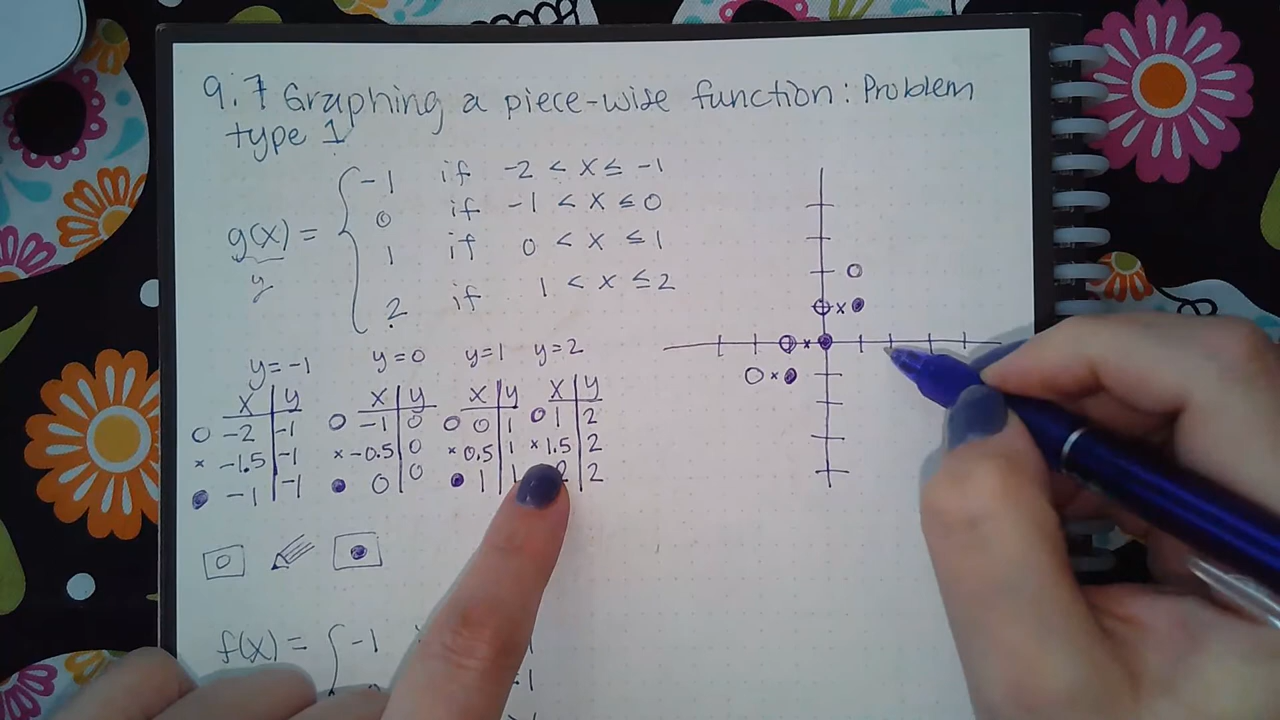 9.7 Graphing a piece-wise function: Problem
type 1
g(x) = { -1 if -2 < x ≤ -1
0 if -1 < x ≤ 0
1 if 0 < x ≤ 1
2 if 1 < x ≤ 2
y
y=-1 y=0 y=1 y=2
x | y x | y x | y x | y
-2 | -1 -1 | 0 0 | 1 1 | 2
× -1.5 | -1 × -0.5 | 0 × 0.5 | 1 × 1.5 | 2
-1 | -1 0 | 0 1 | 1 2 | 2
f(x) = { -1